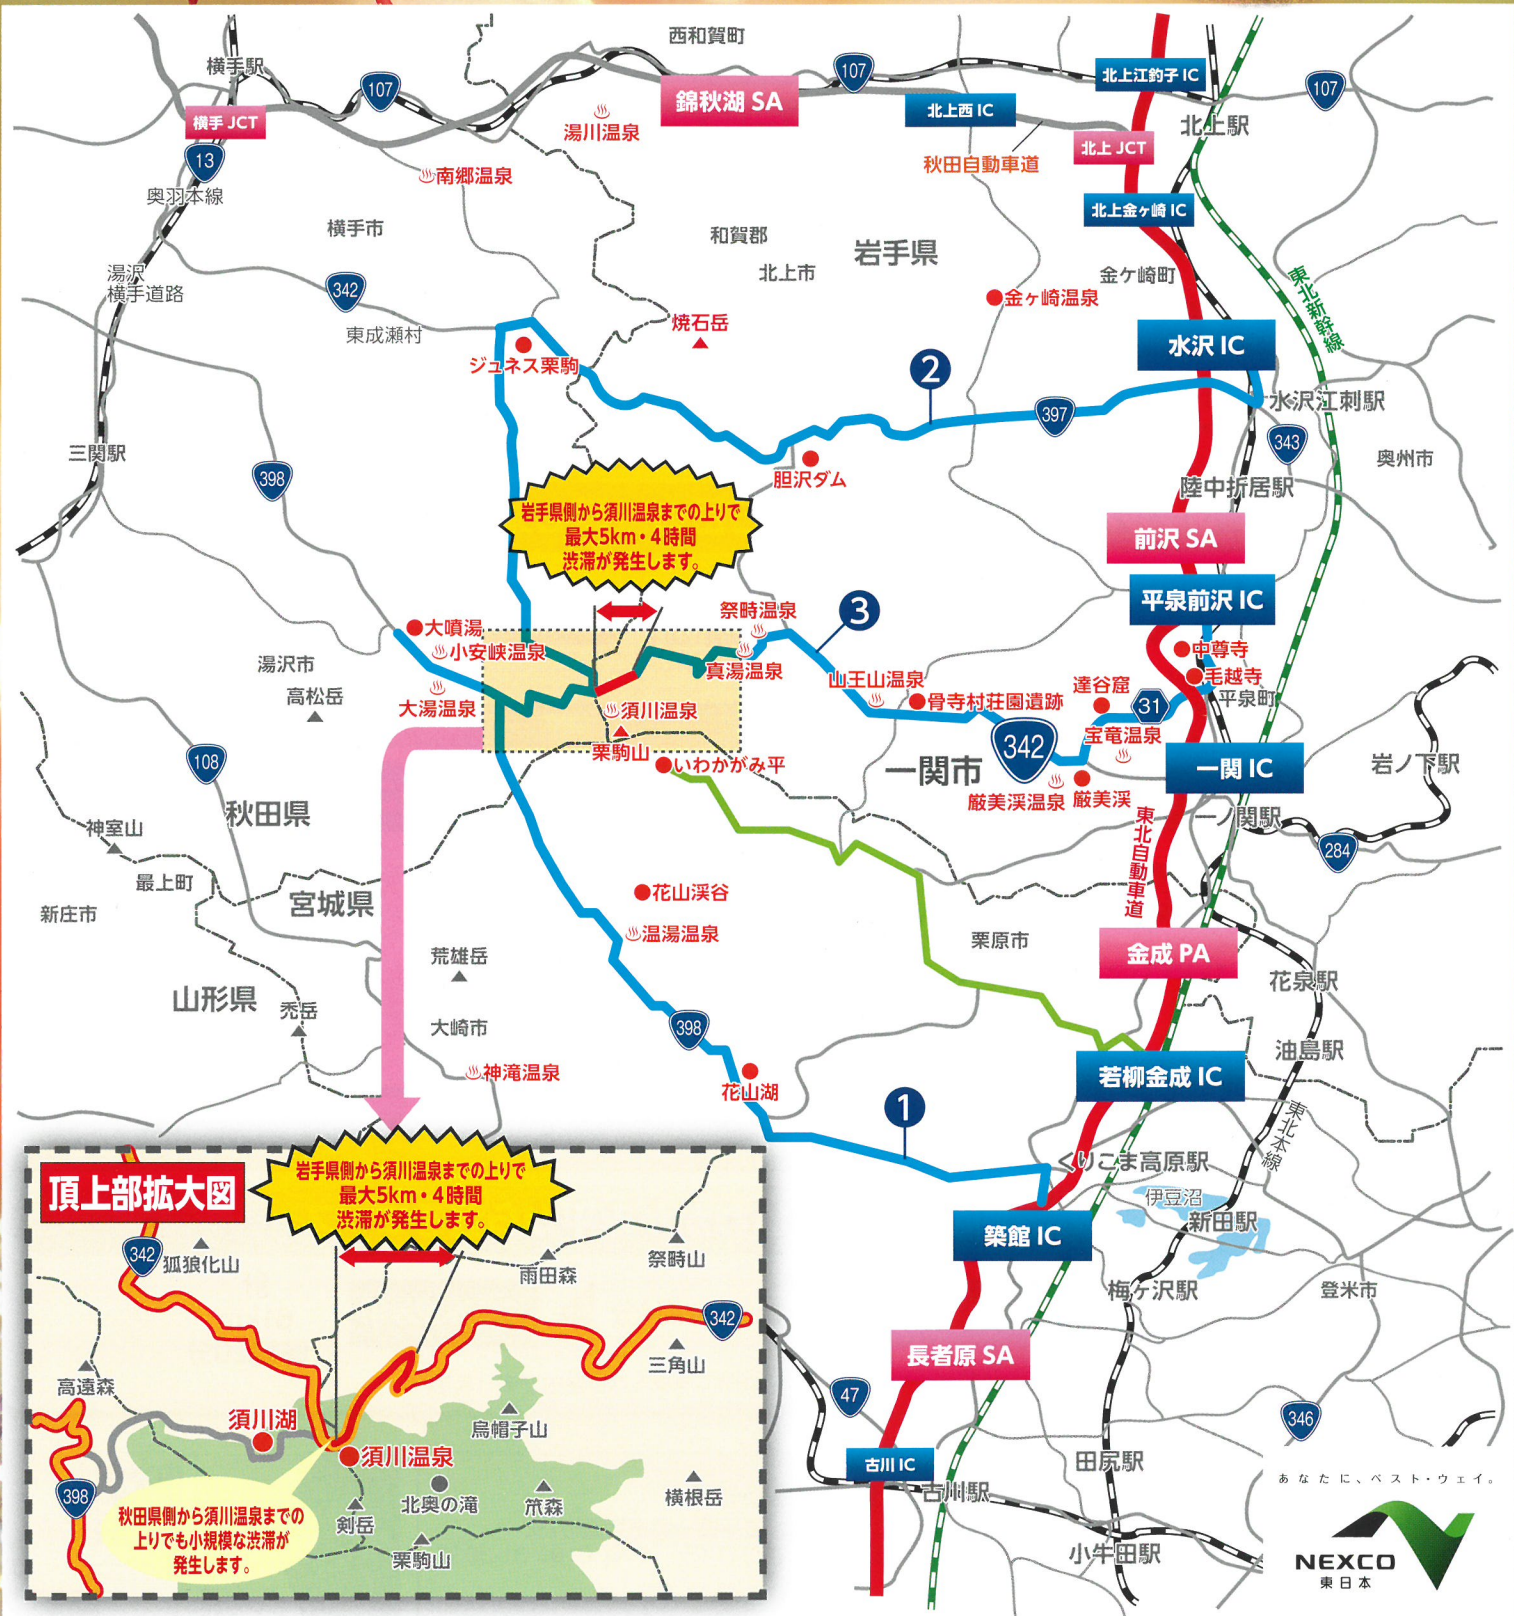 西和賀町
横手駅
107
錦秋湖 SA
107
北上江釣子 IC
107
横手 JCT
湯川温泉
北上西 IC
北上駅
13
南郷温泉
秋田自動車道
北上 JCT
奥羽本線
横手市
和賀郡
岩手県
北上金ヶ崎 IC
湯沢
横手道路
342
北上市
金ケ崎町
金ヶ崎温泉
東北新幹線
東成瀬村
焼石岳
水沢 IC
ジュネス栗駒
2
397
水沢江刺駅
343
三関駅
398
胆沢ダム
奥州市
陸中折居駅
岩手県側から須川温泉までの上りで
最大5km・4時間
渋滞が発生します。
前沢 SA
平泉前沢 IC
大噴湯
小安峡温泉
祭畤温泉
3
中尊寺
湯沢市
高松岳
大湯温泉
真湯温泉
山王山温泉
骨寺村荘園遺跡
達谷窟
毛越寺
平泉町
31
須川温泉
栗駒山
いわかがみ平
342
宝竜温泉
一関市
一関 IC
岩ノ下駅
厳美渓温泉
厳美渓
108
秋田県
神室山
最上町
新庄市
宮城県
東北自動車道
一ノ関駅
284
花山渓谷
温湯温泉
荒雄岳
栗原市
金成 PA
花泉駅
山形県
禿岳
大崎市
398
神滝温泉
花山湖
若柳金成 IC
油島駅
1
東北本線
くりこま高原駅
伊豆沼
新田駅
築館 IC
梅ヶ沢駅
登米市
長者原 SA
47
346
古川 IC
古川駅
田尻駅
小牛田駅
頂上部拡大図
岩手県側から須川温泉までの上りで
最大5km・4時間
渋滞が発生します。
342
狐狼化山
雨田森
祭畤山
342
三角山
高遠森
須川湖
須川温泉
烏帽子山
398
北奥の滝
笊森
横根岳
剣岳
栗駒山
秋田県側から須川温泉までの
上りでも小規模な渋滞が
発生します。
あなたに、ベスト・ウェイ。
NEXCO
東日本